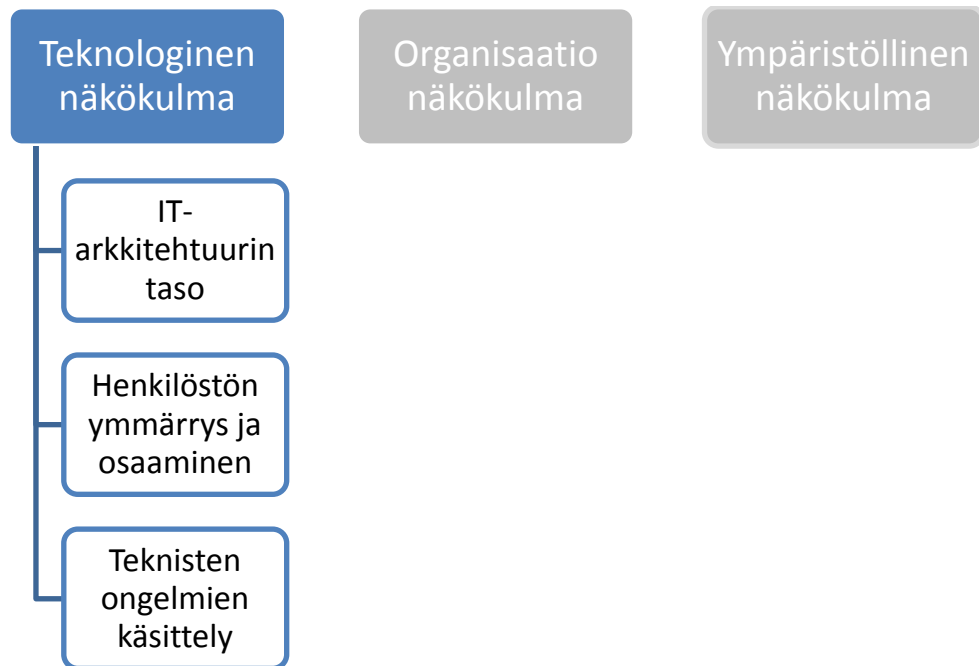 Teknologinen
näkökulma
Organisaatio
näkökulma
Ympäristöllinen
näkökulma
IT-
arkkitehtuurin
taso
Henkilöstön
ymmärrys ja
osaaminen
Teknisten
ongelmien
käsittely